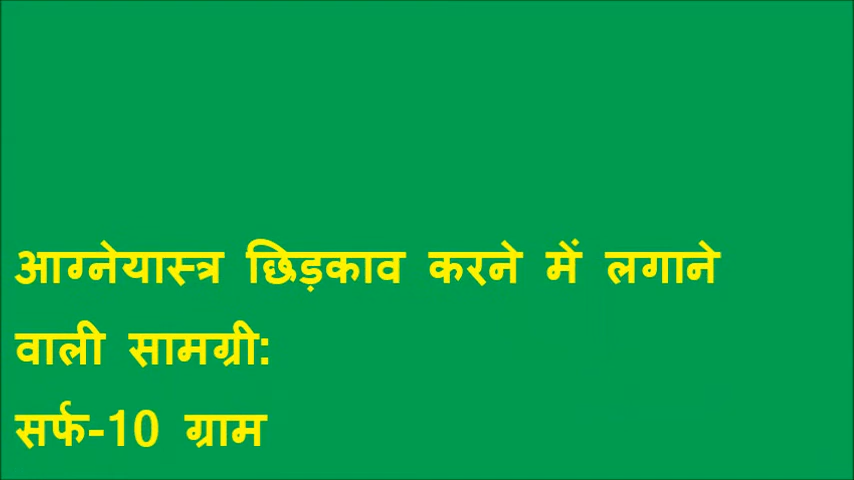 आग्नेयास्त्र छिड़काव करने में लगाने
वाली सामग्री:
सर्फ-10 ग्राम